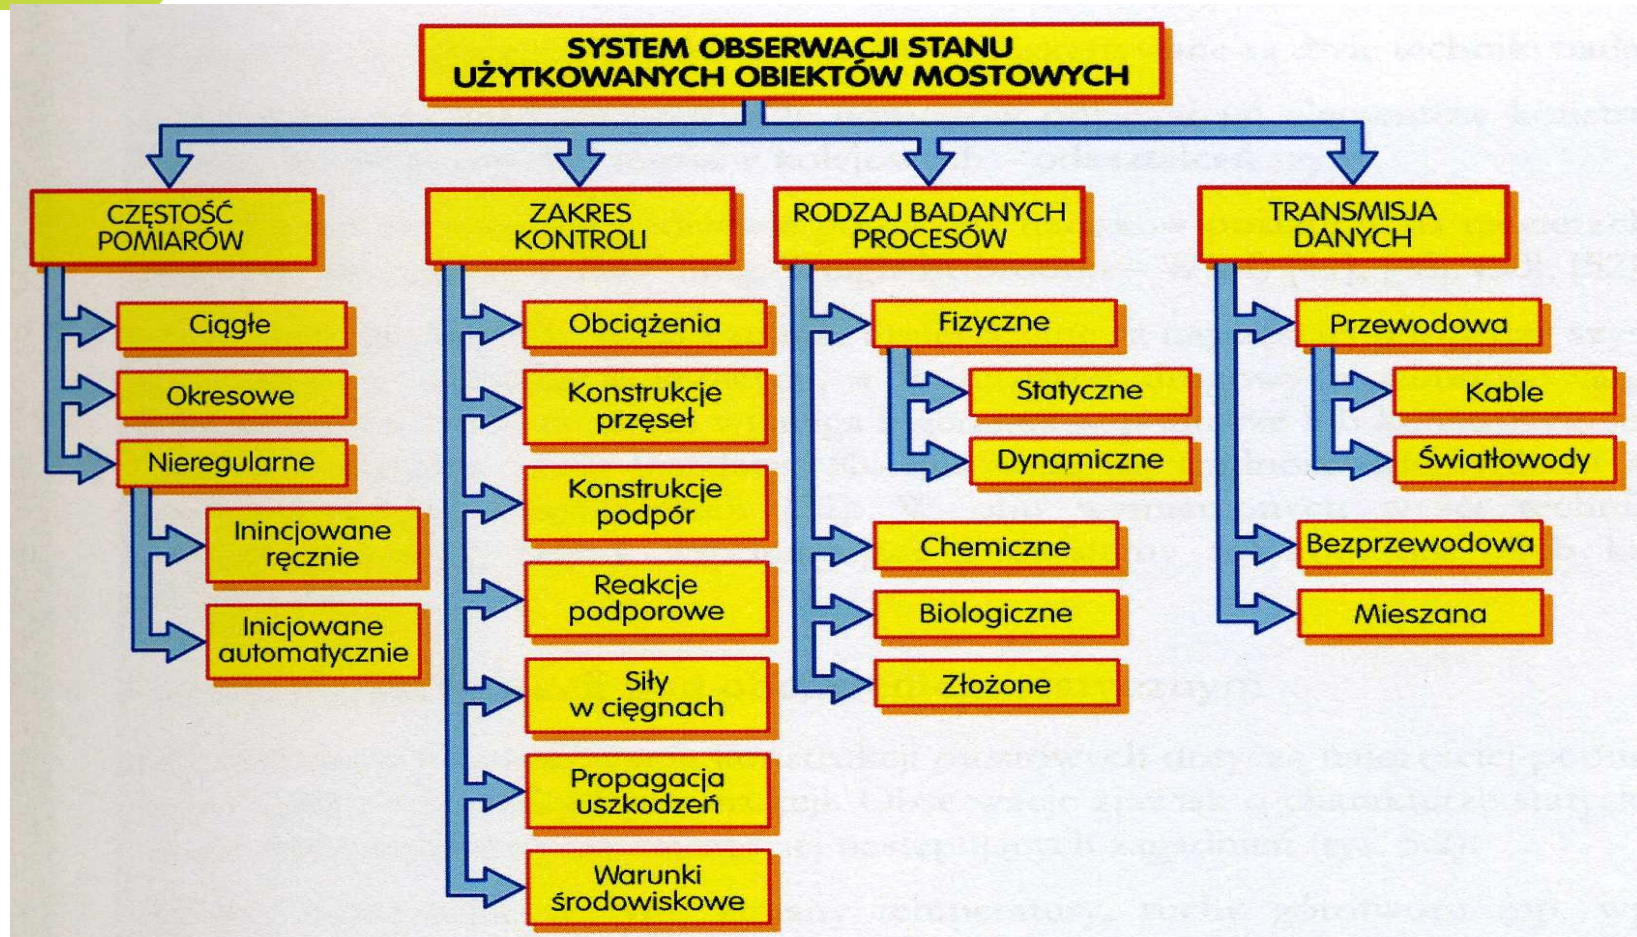 SYSTEM OBSERWACJI STANU
UŻYTKOWANYCH OBIEKTÓW MOSTOWYCH
CZĘSTOŚĆ
POMIARÓW
Ciągłe
Okresowe
Nieregularne
Inincjowane
ręcznie
Inicjowane
automatycznie
ZAKRES
KONTROLI
Obciążenia
Konstrukcje
przęseł
Konstrukcje
podpór
Reakcje
podporowe
Siły
w cięgnach
Propagacja
uszkodzeń
Warunki
środowiskowe
RODZAJ BADANYCH
PROCESÓW
Fizyczne
Statyczne
Dynamiczne
Chemiczne
Biologiczne
Złożone
TRANSMISJA
DANYCH
Przewodowa
Kable
Światłowody
Bezprzewodowa
Mieszana